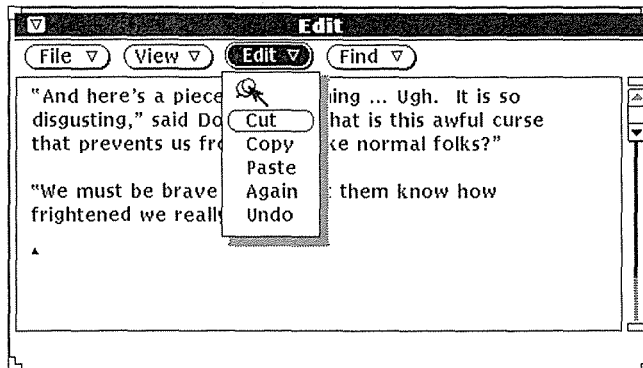 Edit
File View Edit Find
"And here's a piece ing ... Ugh. It is so
disgusting," said Do hat is this awful curse
that prevents us fro ke normal folks?"
"We must be brave t them know how
frightened we really
Cut
Copy
Paste
Again
Undo